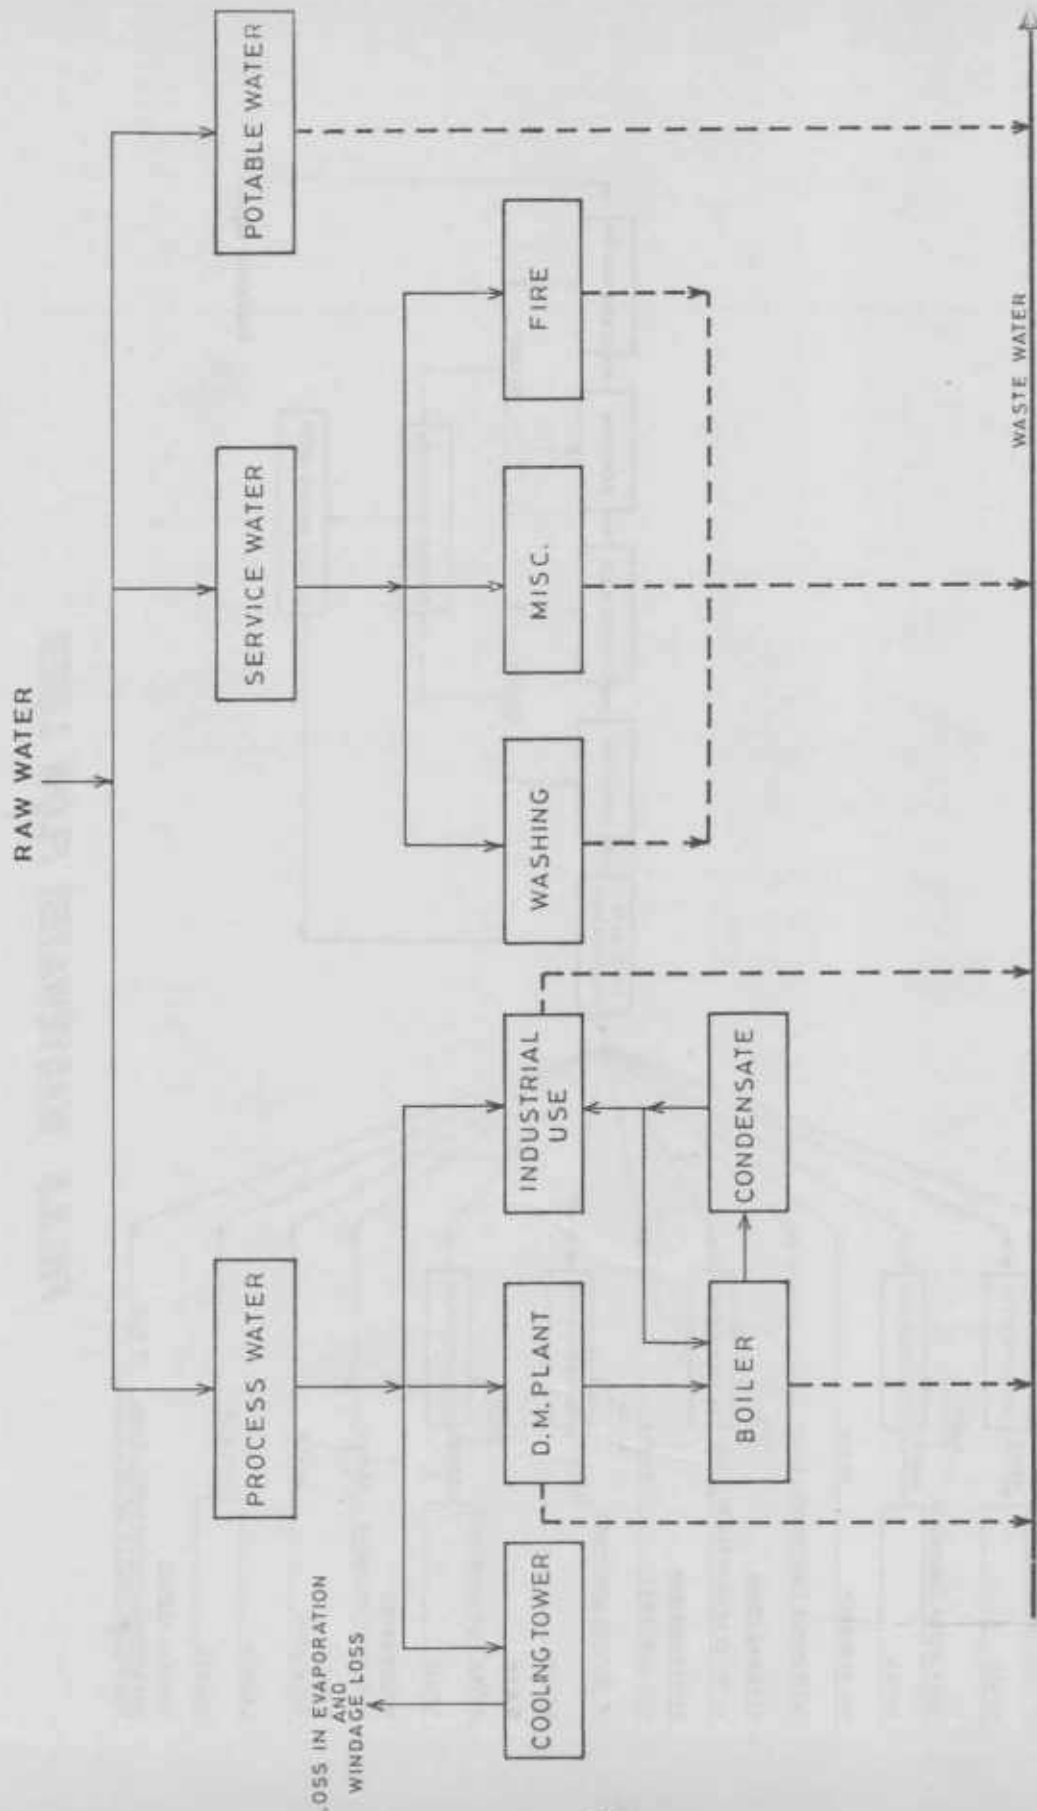 RAW WATER
PROCESS WATER
SERVICE WATER
POTABLE WATER
LOSS IN EVAPORATION
AND
WINDAGE LOSS
COOLING TOWER
D.M. PLANT
INDUSTRIAL
USE
WASHING
MISC.
FIRE
BOILER
CONDENSATE
WASTE WATER